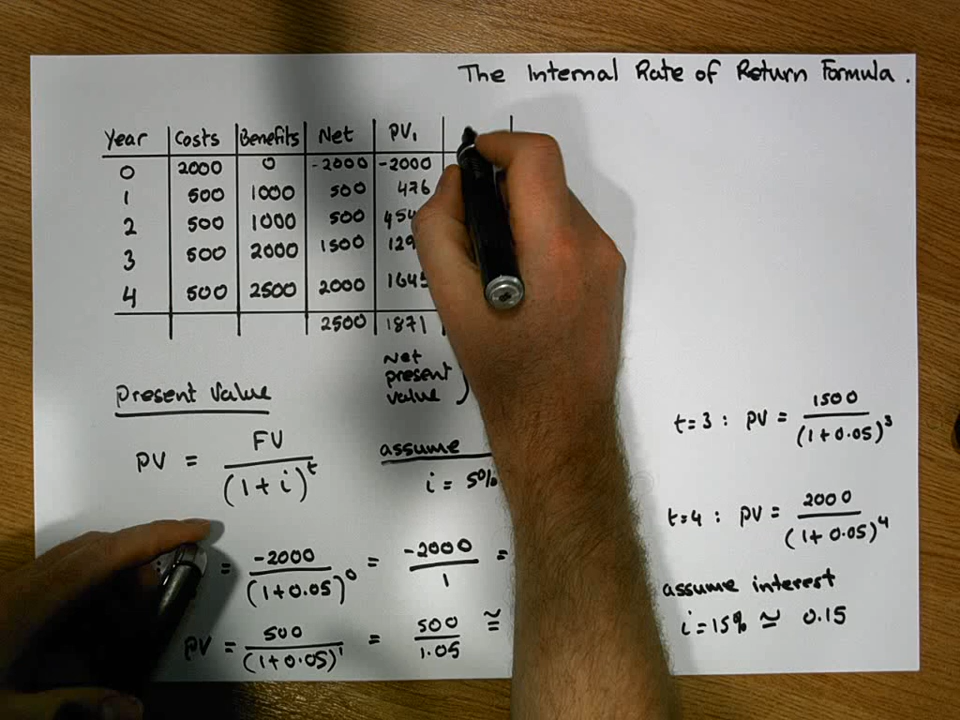 The Internal Rate of Return Formula.
Year Costs Benefits Net PV₁
0 2000 0 -2000 -2000
1 500 1000 500 476
2 500 1000 500
3 500 2000 1500
4 500 2500 2000 1645
2500 1871
Net
present
value )
Present Value
PV = FV / (1 + i)^t
assume
i = 5%
= -2000 / (1+0.05)^0 = -2000 / 1 =
PV = 500 / (1+0.05)^1 = 500 / 1.05 ≅
t=3 : PV = 1500 / (1+0.05)^3
t=4 : PV = 2000 / (1+0.05)^4
assume interest
i=15% ≅ 0.15